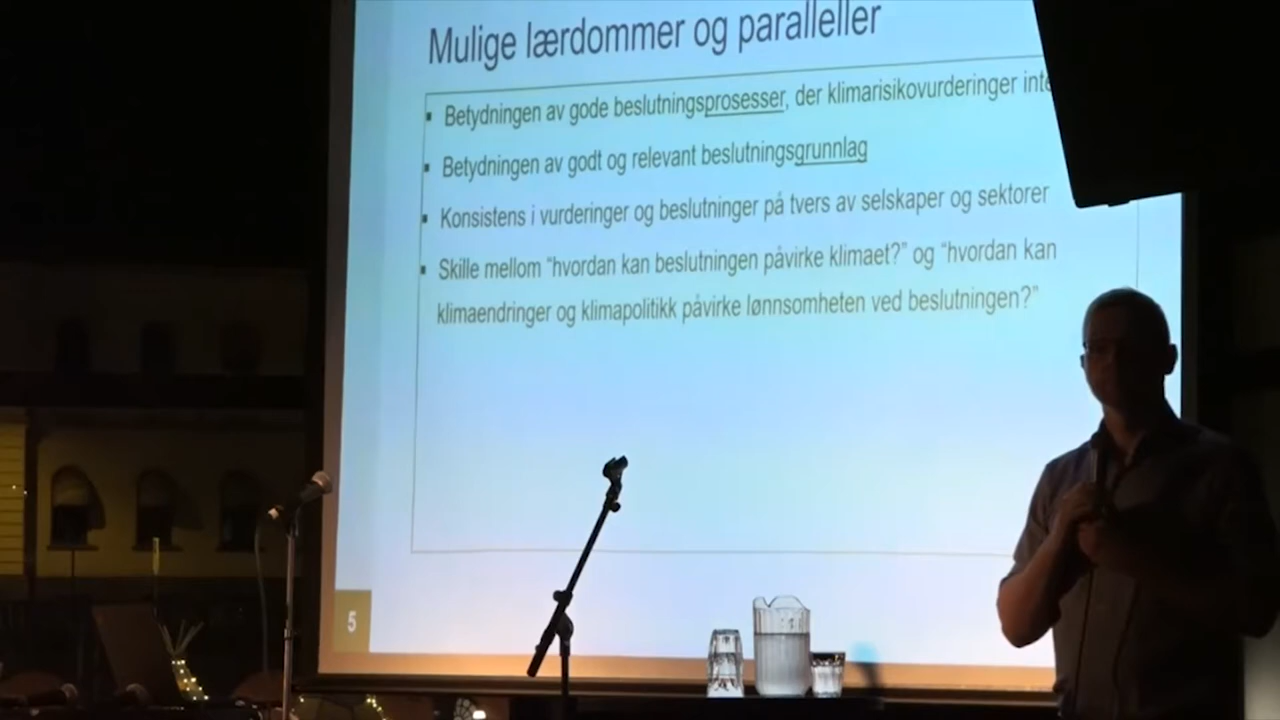 Mulige lærdommer og paralleller
▪ Betydningen av gode beslutningsprosesser, der klimarisikovurderinger
▪ Betydningen av godt og relevant beslutningsgrunnlag
▪ Konsistens i vurderinger og beslutninger på tvers av selskaper og sektorer
▪ Skille mellom “hvordan kan beslutningen påvirke klimaet?” og “hvordan kan
klimaendringer og klimapolitikk påvirke lønnsomheten ved beslutningen?”
5